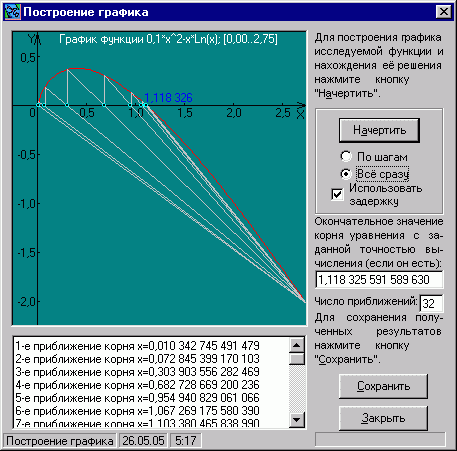 Построение графика
График функции 0,1*x^2-x*Ln(x); [0,00..2,75]
Y
0,5
1,118 326
X
0
0,5
1,0
1,5
2,0
2,5
-0,5
-1,0
-1,5
-2,0
Для построения графика
исследуемой функции и
нахождения её решения
нажмите кнопку
"Начертить".
Начертить
По шагам
Всё сразу
Использовать
задержку
Окончательное значение
корня уравнения с за-
данной точностью вы-
числения (если он есть):
1,118 325 591 589 630
Число приближений: 32
Для сохранения полу-
ченных результатов
нажмите кнопку
"Сохранить".
Сохранить
Закрыть
1-е приближение корня x=0,010 342 745 491 479
2-е приближение корня x=0,072 845 399 170 103
3-е приближение корня x=0,303 903 556 282 469
4-е приближение корня x=0,682 728 669 200 236
5-е приближение корня x=0,954 940 829 061 066
6-е приближение корня x=1,067 269 175 580 390
7-е приближение корня x=1,103 380 465 838 990
Построение графика 26.05.05 5:17